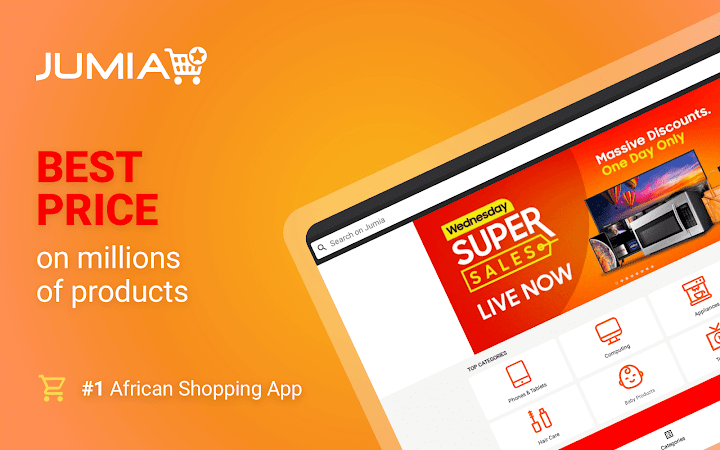 JUMIA
BEST
PRICE
on millions
of products
#1 African Shopping App
Search on Jumia
Wednesday
SUPER
SALES
LIVE NOW
Massive Discounts.
One Day Only
TOP CATEGORIES
Phones & Tablets
Computing
Appliances
Hair Care
Baby Products
Categories